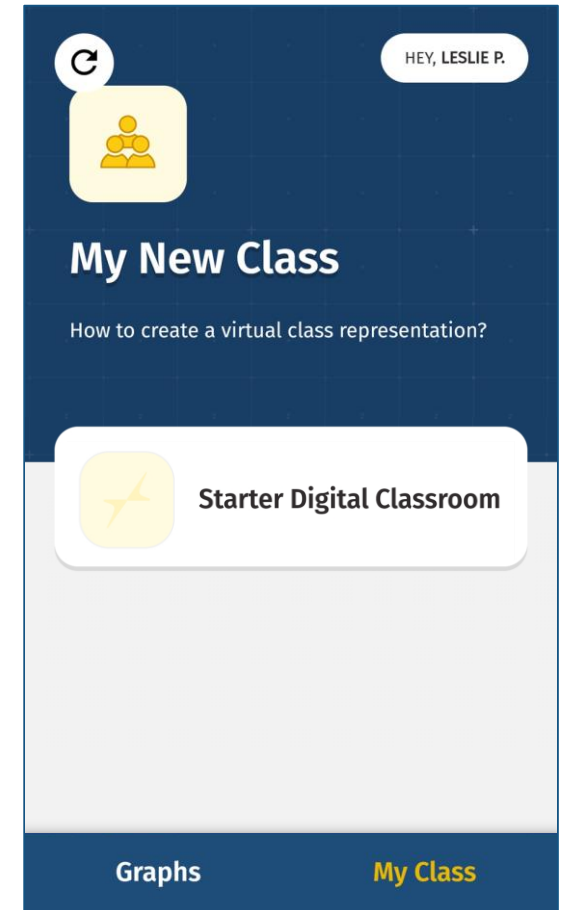 HEY, LESLIE P.
My New Class
How to create a virtual class representation?
Starter Digital Classroom
Graphs
My Class